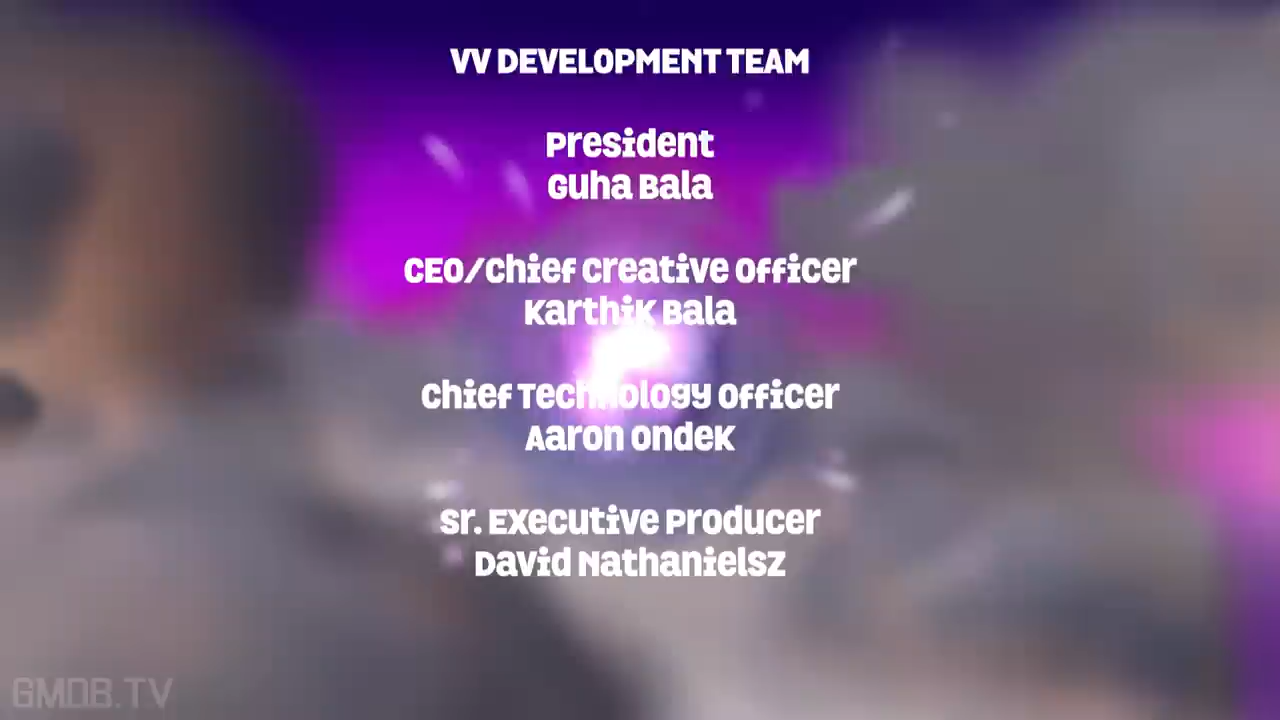 VV DEVELOPMENT TEAM
President
Guha Bala
CEO/Chief Creative Officer
Karthik Bala
Chief Technology Officer
Aaron Ondek
Sr. Executive Producer
David Nathanielsz
GMDB.TV